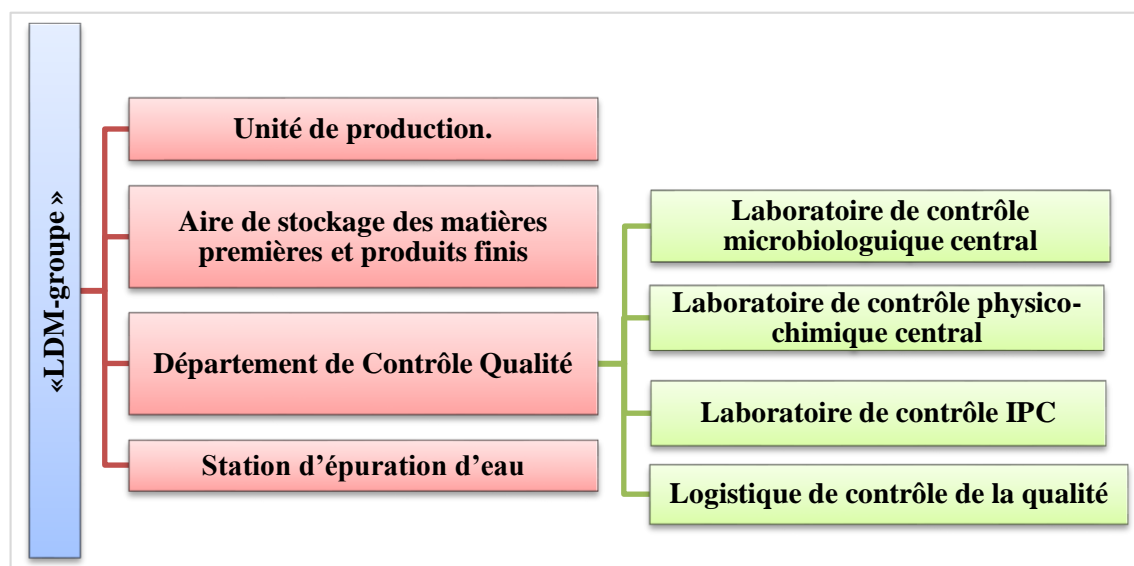 «LDM-groupe »
Unité de production.
Aire de stockage des matières
premières et produits finis
Département de Contrôle Qualité
Station d’épuration d’eau
Laboratoire de contrôle
microbiologuique central
Laboratoire de contrôle physico-
chimique central
Laboratoire de contrôle IPC
Logistique de contrôle de la qualité